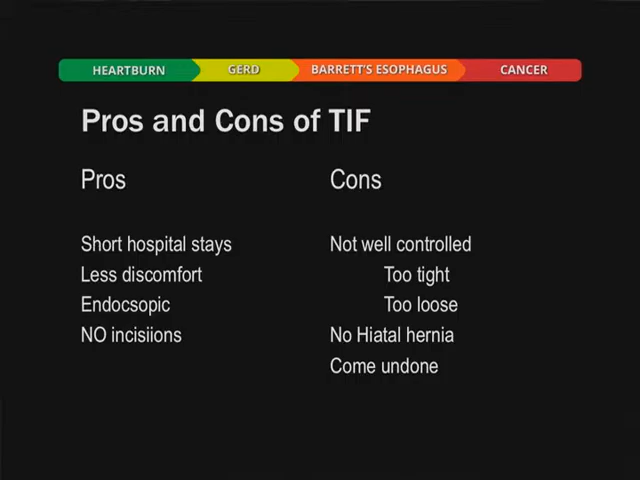 HEARTBURN GERD BARRETT'S ESOPHAGUS CANCER
Pros and Cons of TIF
Pros
Short hospital stays
Less discomfort
Endocsopic
NO incisiions
Cons
Not well controlled
Too tight
Too loose
No Hiatal hernia
Come undone